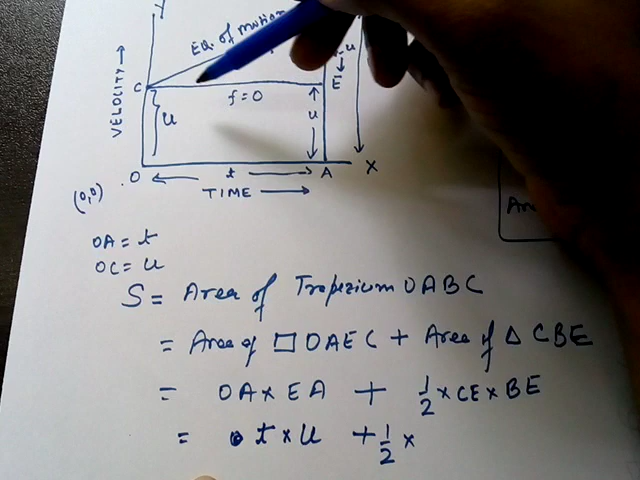 Y
EQ. of motion
VELOCITY →
C
E
u
f = 0
u
u
O
t
A
X
TIME →
(0,0)
OA = t
OC = u
S = Area of Trapezium OABC
= Area of □ OAEC + Area of Δ CBE
= OA × EA + 1/2 × CE × BE
= t × u + 1/2 ×